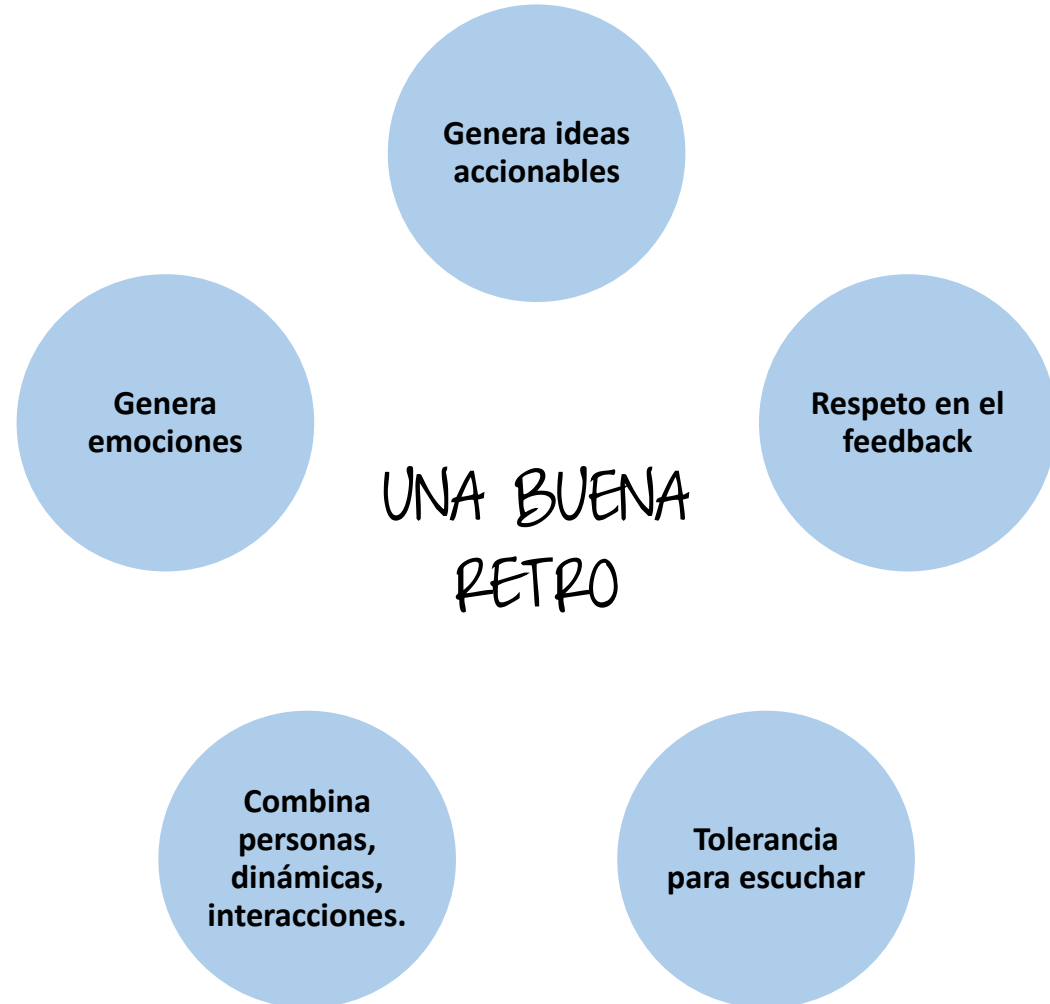 Genera ideas
accionables
Genera
emociones
Respeto en el
feedback
UNA BUENA
RETRO
Combina
personas,
dinámicas,
interacciones.
Tolerancia
para escuchar